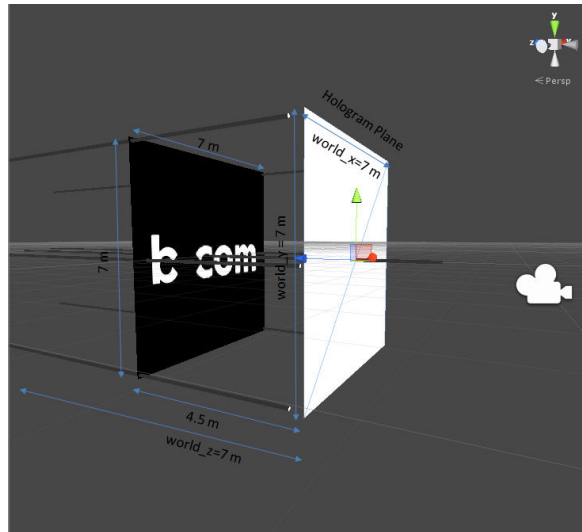 y
z
x
Persp
Hologram Plane
world_x=7 m
7 m
7 m
world_y=7 m
b com
4.5 m
world_z=7 m